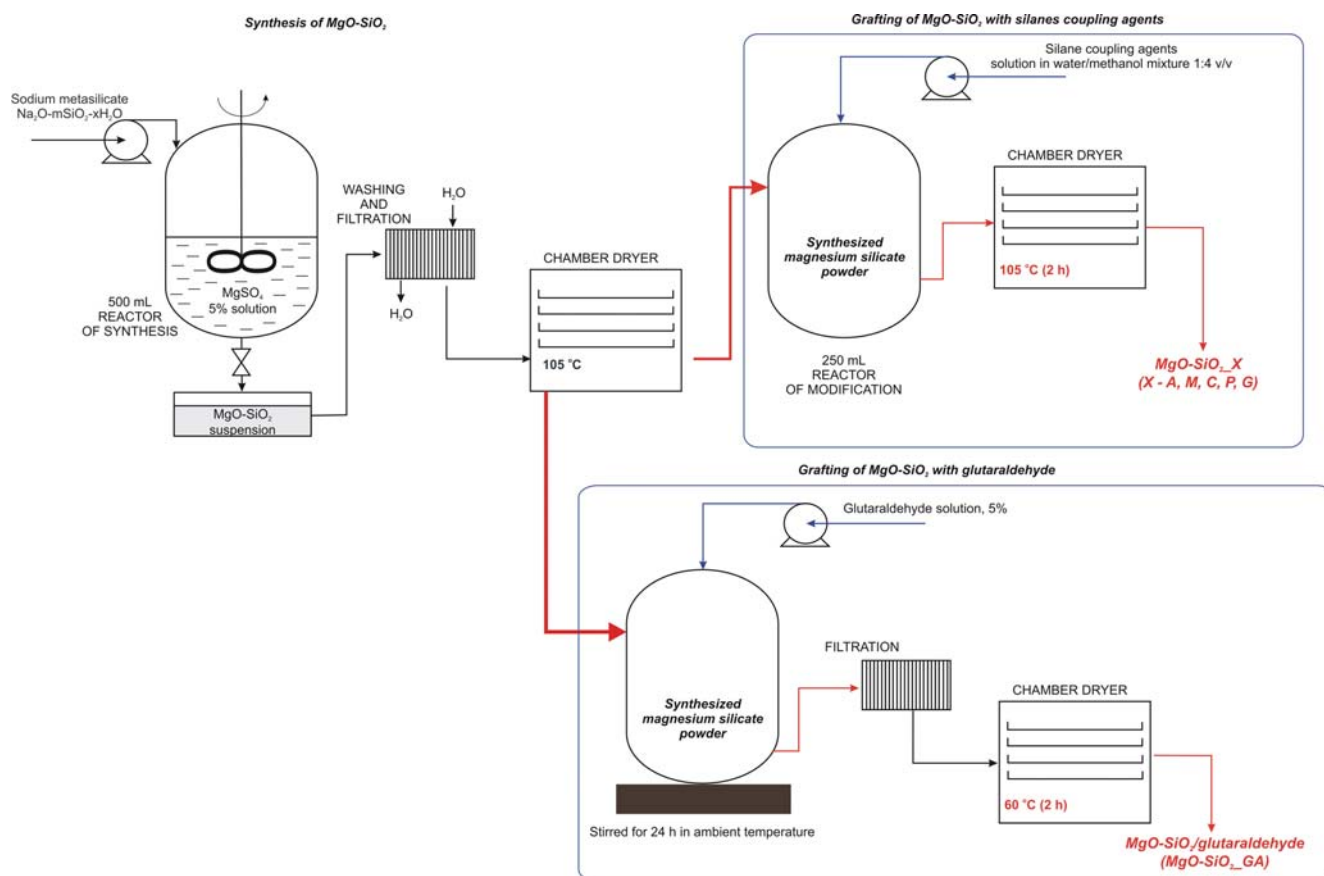 Synthesis of MgO-SiO₂
Sodium metasilicate
Na₂O-mSiO₂-xH₂O
500 mL
REACTOR
OF SYNTHESIS
MgSO₄
5% solution
MgO-SiO₂
suspension
WASHING
AND
FILTRATION
H₂O
H₂O
CHAMBER DRYER
105 °C
Grafting of MgO-SiO₂ with silanes coupling agents
Silane coupling agents
solution in water/methanol mixture 1:4 v/v
Synthesized
magnesium silicate
powder
250 mL
REACTOR
OF MODIFICATION
CHAMBER DRYER
105 °C (2 h)
MgO-SiO₂_X
(X - A, M, C, P, G)
Grafting of MgO-SiO₂ with glutaraldehyde
Glutaraldehyde solution, 5%
Synthesized
magnesium silicate
powder
Stirred for 24 h in ambient temperature
FILTRATION
CHAMBER DRYER
60 °C (2 h)
MgO-SiO₂/glutaraldehyde
(MgO-SiO₂_GA)